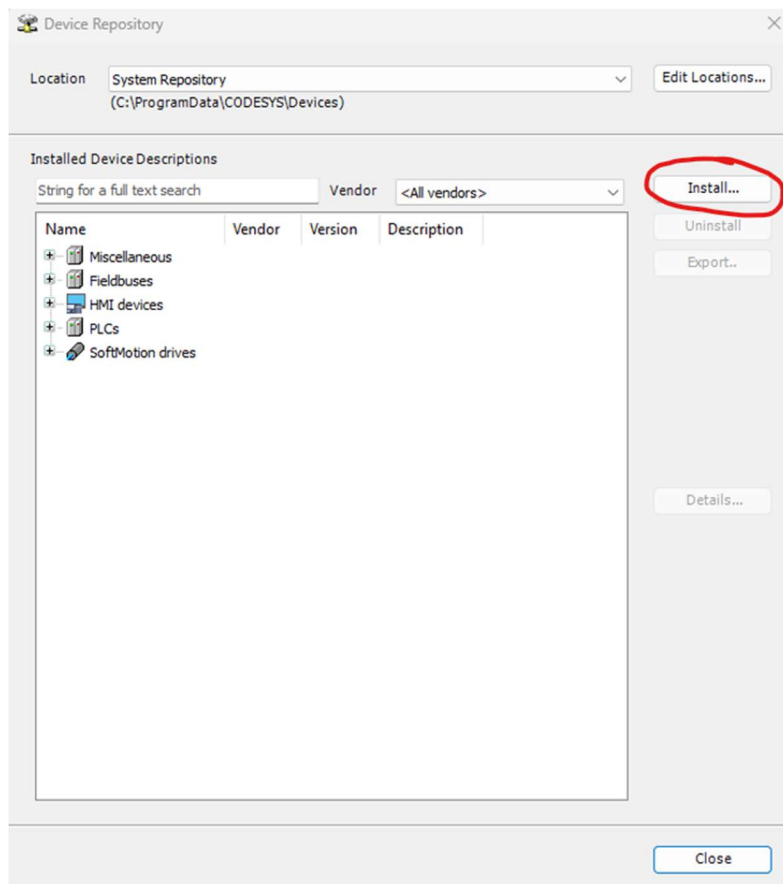 Device Repository
Location System Repository Edit Locations...
(C:\ProgramData\CODESYS\Devices)
Installed Device Descriptions
String for a full text search Vendor <All vendors> Install...
Name Vendor Version Description Uninstall
Miscellaneous Export..
Fieldbuses
HMI devices
PLCs
SoftMotion drives
Details...
Close